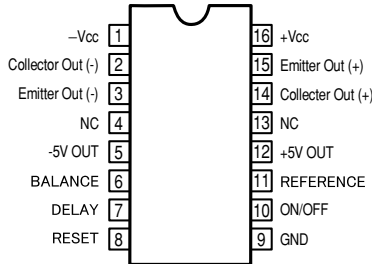 –Vcc 1 16 +Vcc
Collector Out (-) 2 15 Emitter Out (+)
Emitter Out (-) 3 14 Collecter Out (+)
NC 4 13 NC
-5V OUT 5 12 +5V OUT
BALANCE 6 11 REFERENCE
DELAY 7 10 ON/OFF
RESET 8 9 GND